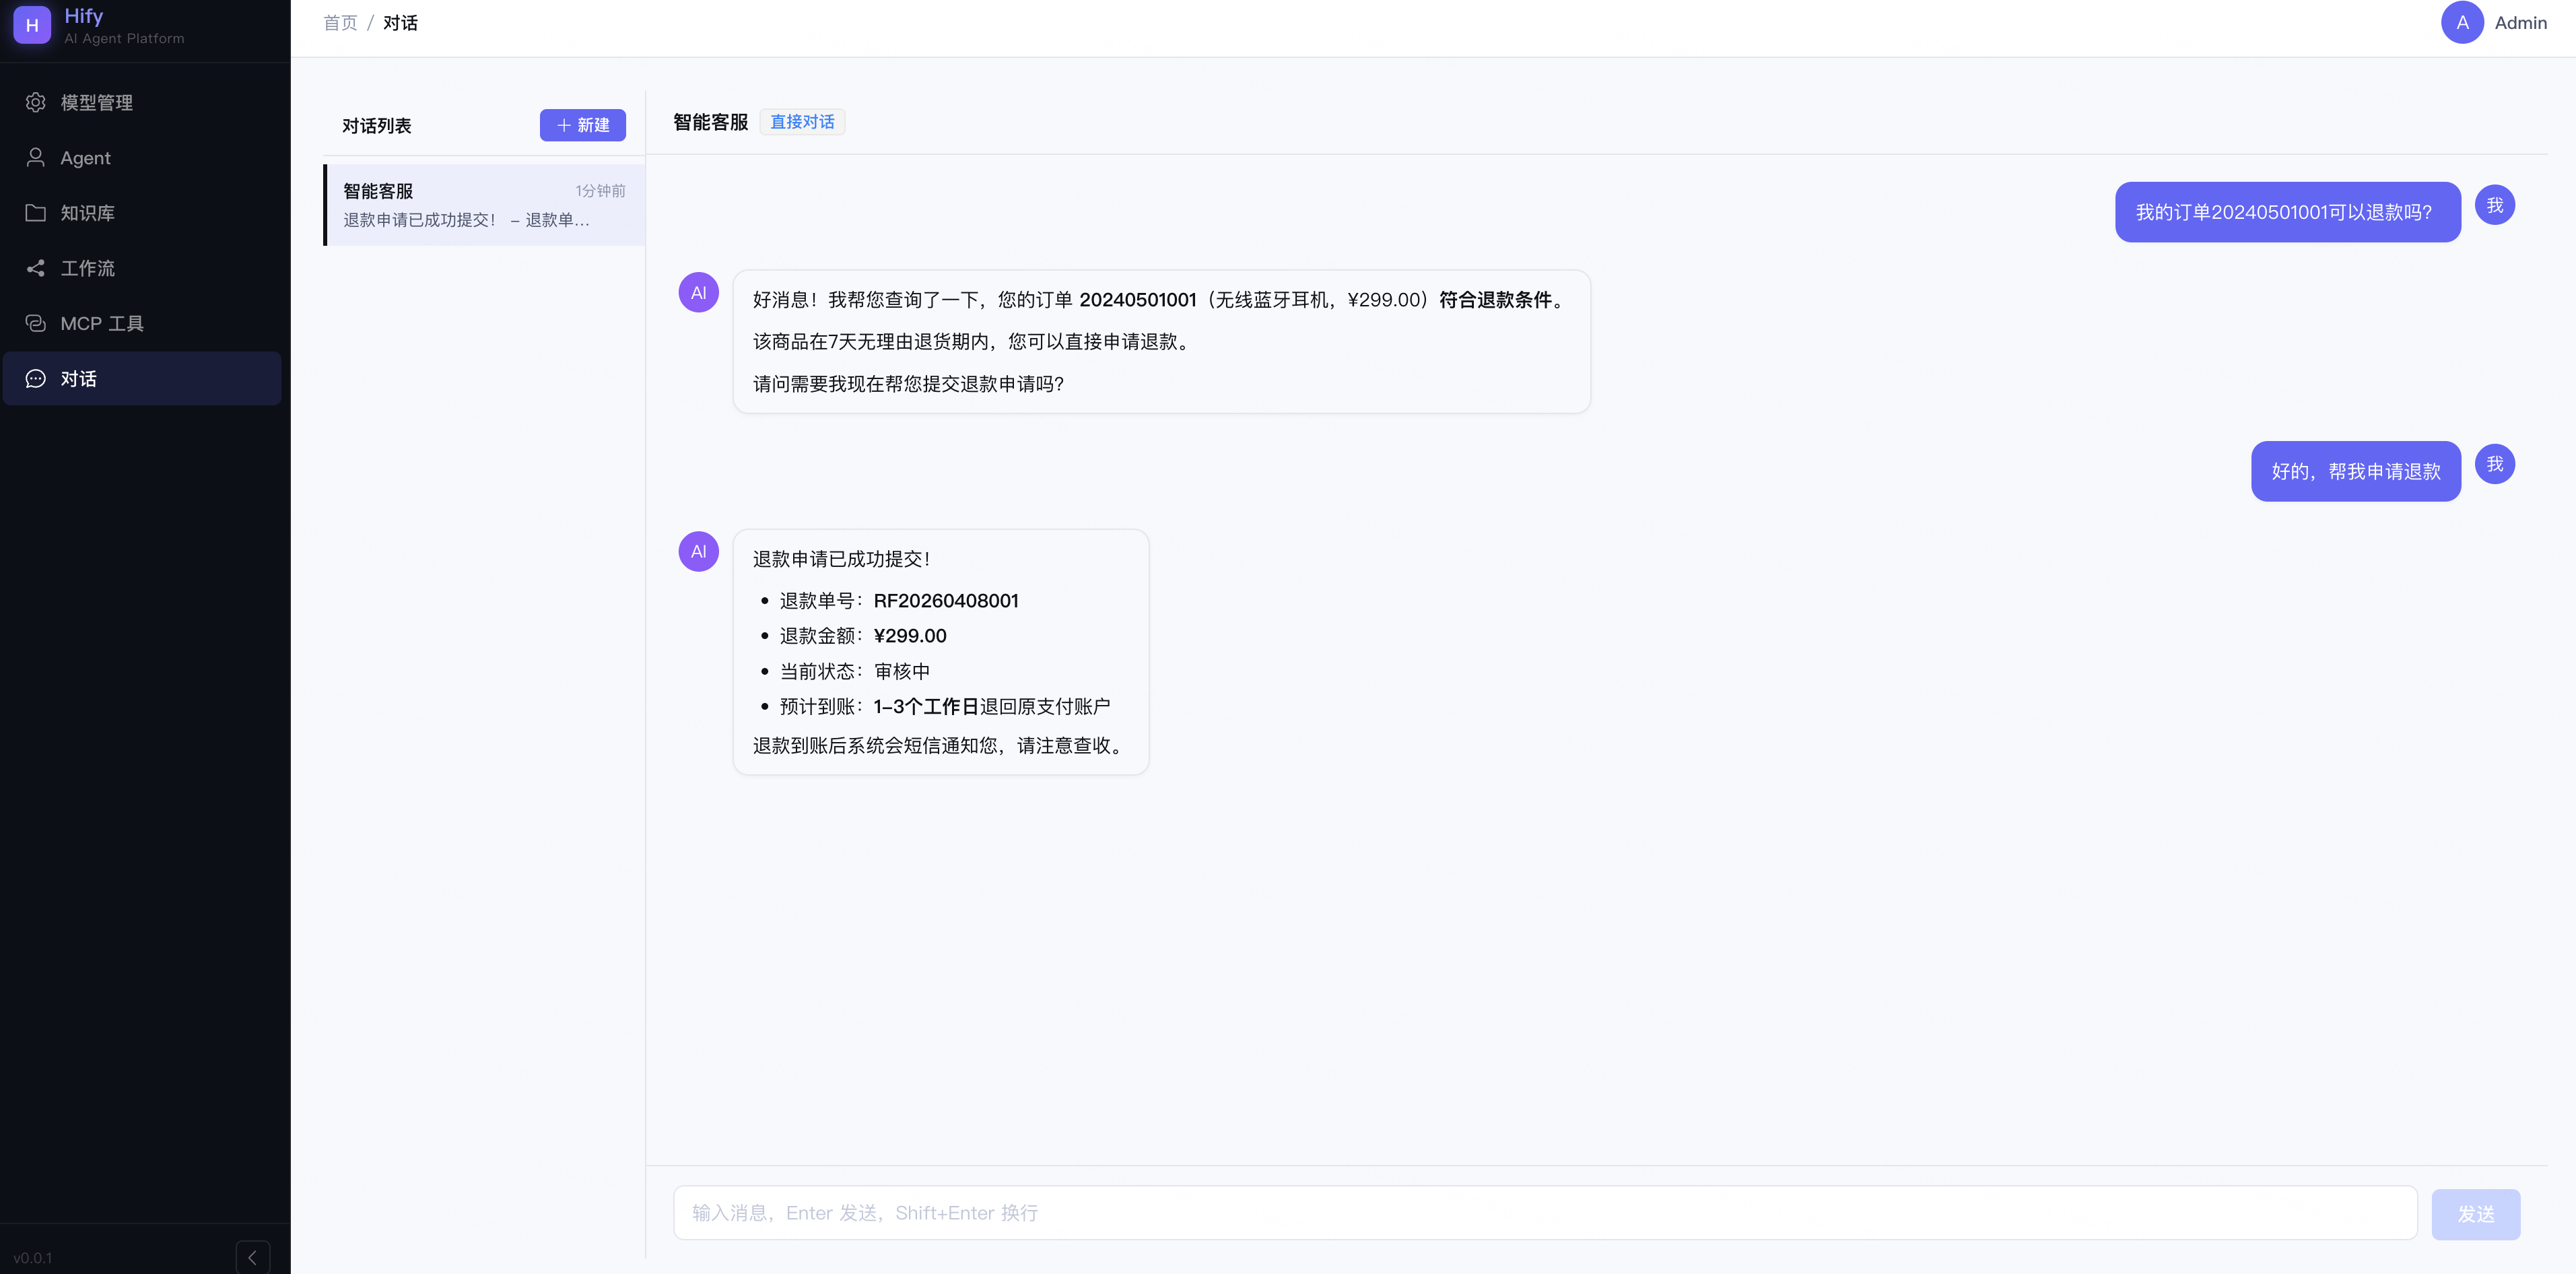 H
Hify
AI Agent Platform
模型管理
Agent
知识库
工作流
MCP 工具
对话
v0.0.1
首页 / 对话
A
Admin
对话列表
+ 新建
智能客服
1分钟前
退款申请已成功提交！ - 退款单...
智能客服
直接对话
我的订单20240501001可以退款吗？
我
AI
好消息！我帮您查询了一下，您的订单 20240501001（无线蓝牙耳机，¥299.00）符合退款条件。
该商品在7天无理由退货期内，您可以直接申请退款。
请问需要我现在帮您提交退款申请吗？
好的，帮我申请退款
我
AI
退款申请已成功提交！
• 退款单号：RF20260408001
• 退款金额：¥299.00
• 当前状态：审核中
• 预计到账：1-3个工作日退回原支付账户
退款到账后系统会短信通知您，请注意查收。
输入消息，Enter 发送，Shift+Enter 换行
发送